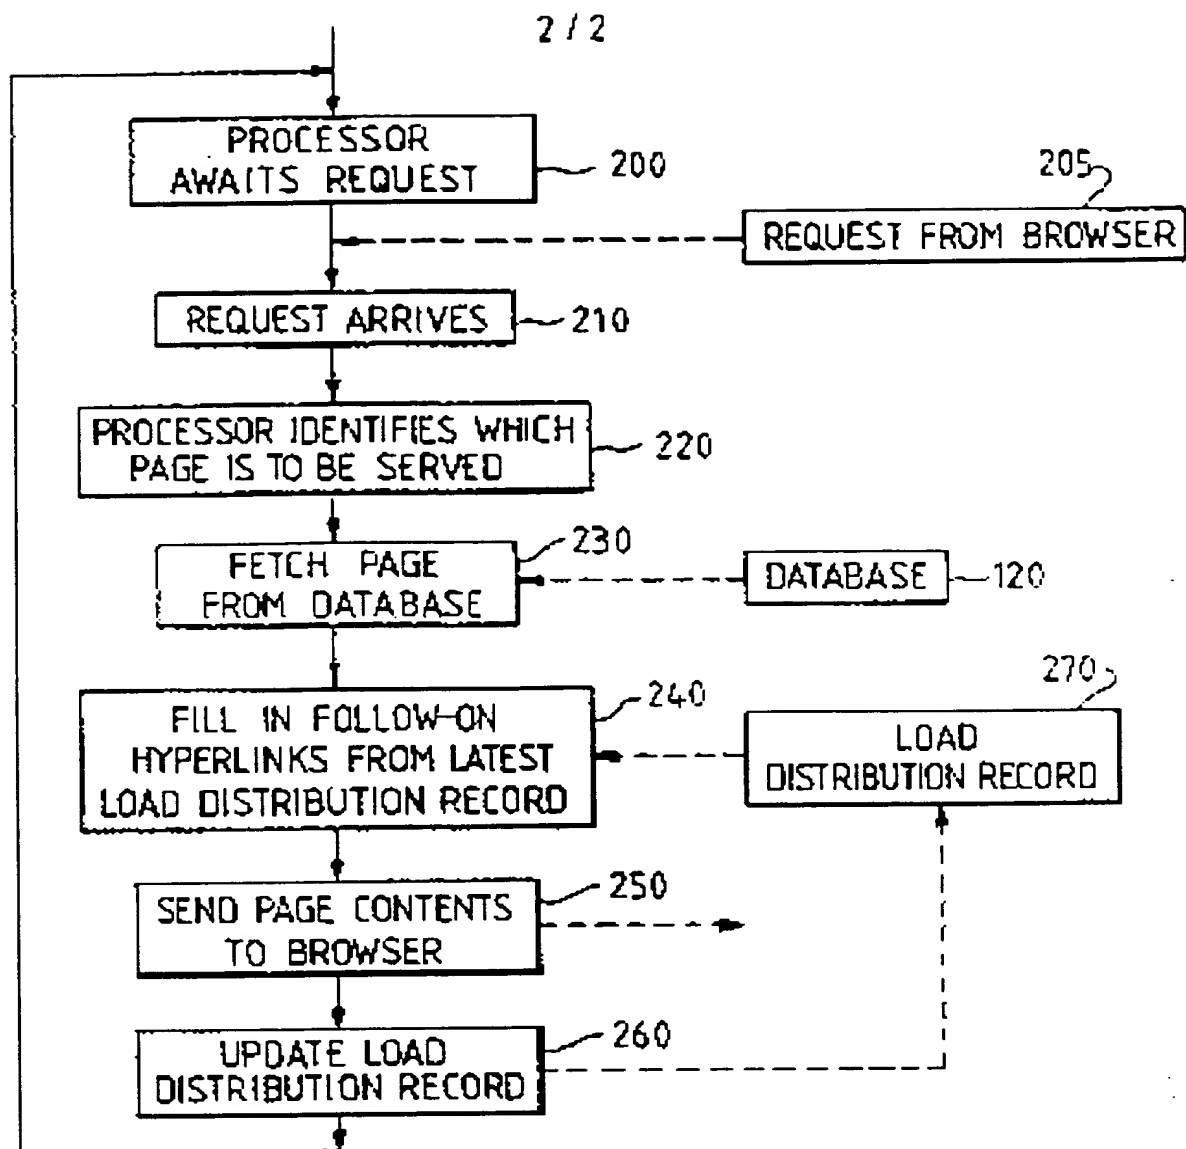 2 / 2
PROCESSOR
AWAITS REQUEST
200
205
REQUEST FROM BROWSER
REQUEST ARRIVES
210
PROCESSOR IDENTIFIES WHICH
PAGE IS TO BE SERVED
220
230
FETCH PAGE
FROM DATABASE
DATABASE
120
240
FILL IN FOLLOW-ON
HYPERLINKS FROM LATEST
LOAD DISTRIBUTION RECORD
270
LOAD
DISTRIBUTION RECORD
250
SEND PAGE CONTENTS
TO BROWSER
260
UPDATE LOAD
DISTRIBUTION RECORD